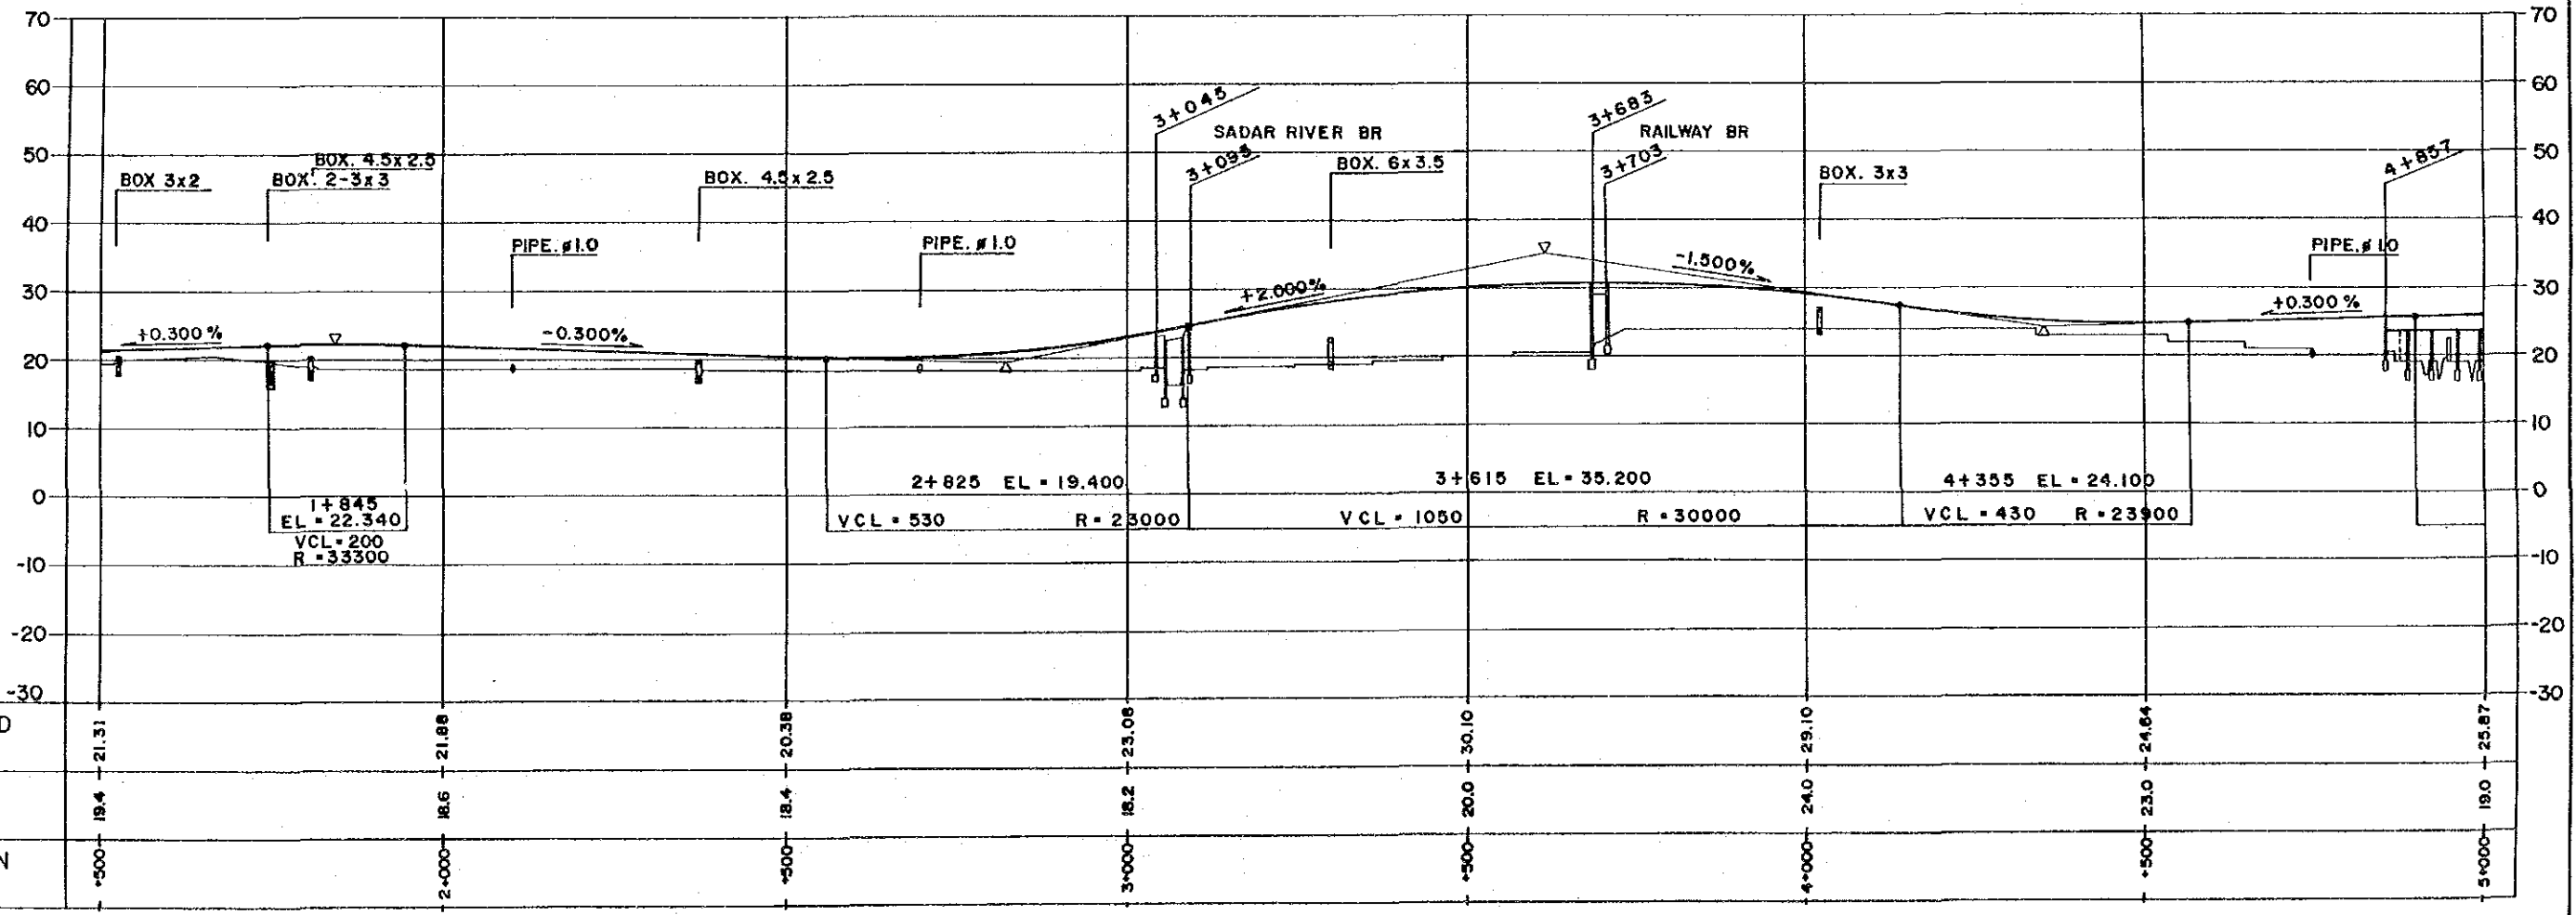 70 70
60 60
50 50
40 40
30 30
20 20
10 10
0 0
-10 -10
-20 -20
-30 -30
BOX 3x2
BOX. 4.5x2.5
BOX. 2-3x3
PIPE. ø1.0
BOX. 4.5x2.5
PIPE. ø1.0
3+045
SADAR RIVER BR
3+095
BOX. 6x3.5
3+683
RAILWAY BR
3+703
BOX. 3x3
4+857
PIPE. ø1.0
+0.300%
-0.300%
+2.000%
-1.500%
+0.300%
1+845
EL = 22.340
VCL = 200
R = 33300
2+825 EL = 19.400
VCL = 530 R = 23000
3+615 EL = 35.200
VCL = 1050 R = 30000
4+355 EL = 24.100
VCL = 430 R = 23900
D 21.31 21.88 20.38 23.08 30.10 29.10 24.64 25.87
19.4 18.6 18.4 18.2 20.0 24.0 23.0 19.0
+500 2+000 +500 3+000 +500 4+000 +500 5+000